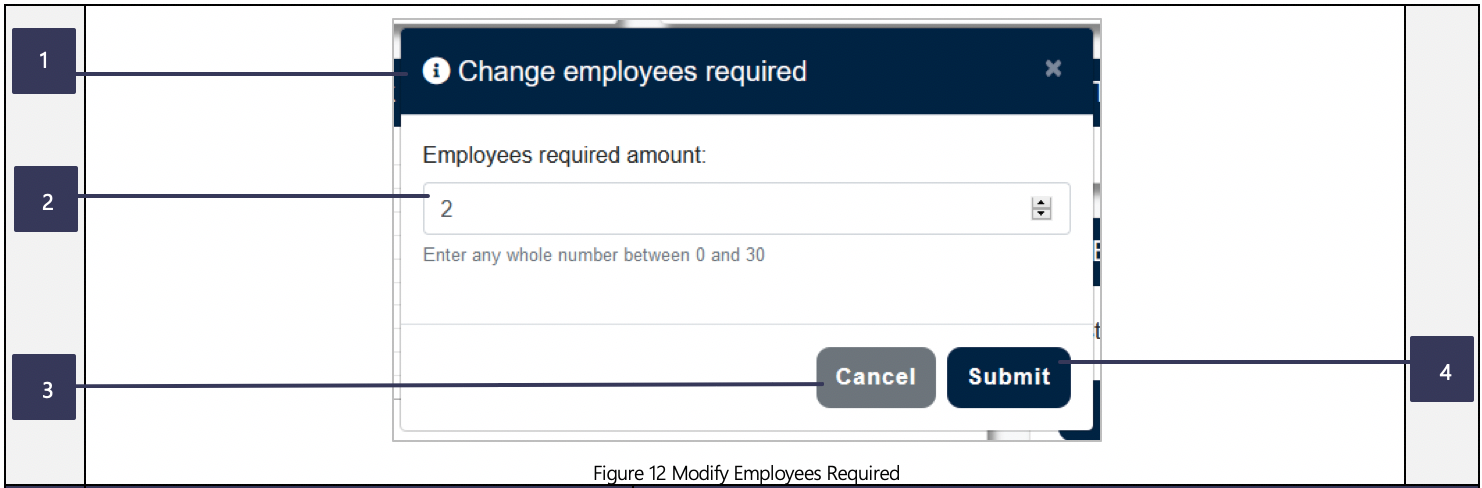 1
Change employees required ×
T
Employees required amount:
2
2
E
Enter any whole number between 0 and 30
st
Cancel Submit
3
4
Figure 12 Modify Employees Required